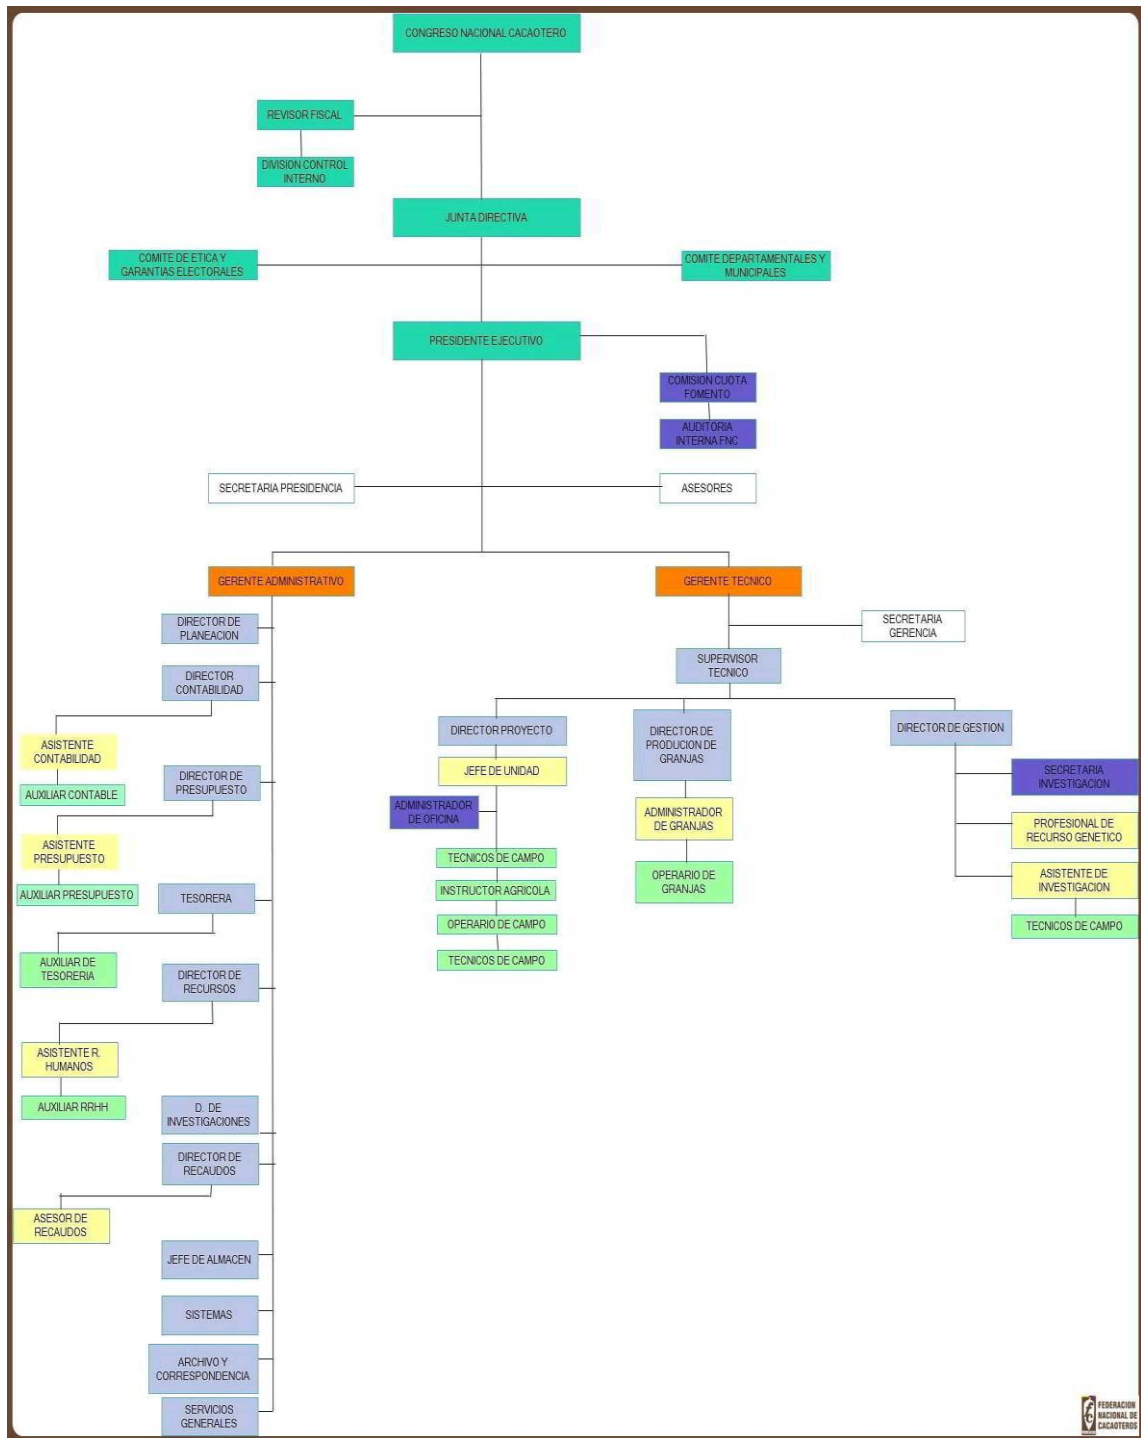 CONGRESO NACIONAL CACAOTERO
REVISOR FISCAL
DIVISION CONTROL
INTERNO
JUNTA DIRECTIVA
COMITE DE ETICA Y
GARANTIAS ELECTORALES
COMITE DEPARTAMENTALES Y
MUNICIPALES
PRESIDENTE EJECUTIVO
COMISION CUOTA
FOMENTO
AUDITORIA
INTERNA FNC
SECRETARIA PRESIDENCIA
ASESORES
GERENTE ADMINISTRATIVO
GERENTE TECNICO
DIRECTOR DE
PLANEACION
DIRECTOR
CONTABILIDAD
ASISTENTE
CONTABILIDAD
AUXILIAR CONTABLE
DIRECTOR DE
PRESUPUESTO
ASISTENTE
PRESUPUESTO
AUXILIAR PRESUPUESTO
TESORERA
AUXILIAR DE
TESORERIA
DIRECTOR DE
RECURSOS
ASISTENTE R.
HUMANOS
AUXILIAR RRHH
D. DE
INVESTIGACIONES
DIRECTOR DE
RECAUDOS
ASESOR DE
RECAUDOS
JEFE DE ALMACEN
SISTEMAS
ARCHIVO Y
CORRESPONDENCIA
SERVICIOS
GENERALES
SECRETARIA
GERENCIA
SUPERVISOR
TECNICO
DIRECTOR PROYECTO
JEFE DE UNIDAD
ADMINISTRADOR
DE OFICINA
TECNICOS DE CAMPO
INSTRUCTOR AGRICOLA
OPERARIO DE CAMPO
TECNICOS DE CAMPO
DIRECTOR DE
PRODUCION DE
GRANJAS
ADMINISTRADOR
DE GRANJAS
OPERARIO DE
GRANJAS
DIRECTOR DE GESTION
SECRETARIA
INVESTIGACION
PROFESIONAL DE
RECURSO GENETICO
ASISTENTE DE
INVESTIGACION
TECNICOS DE CAMPO
FEDERACION
NACIONAL DE
CACAOTEROS